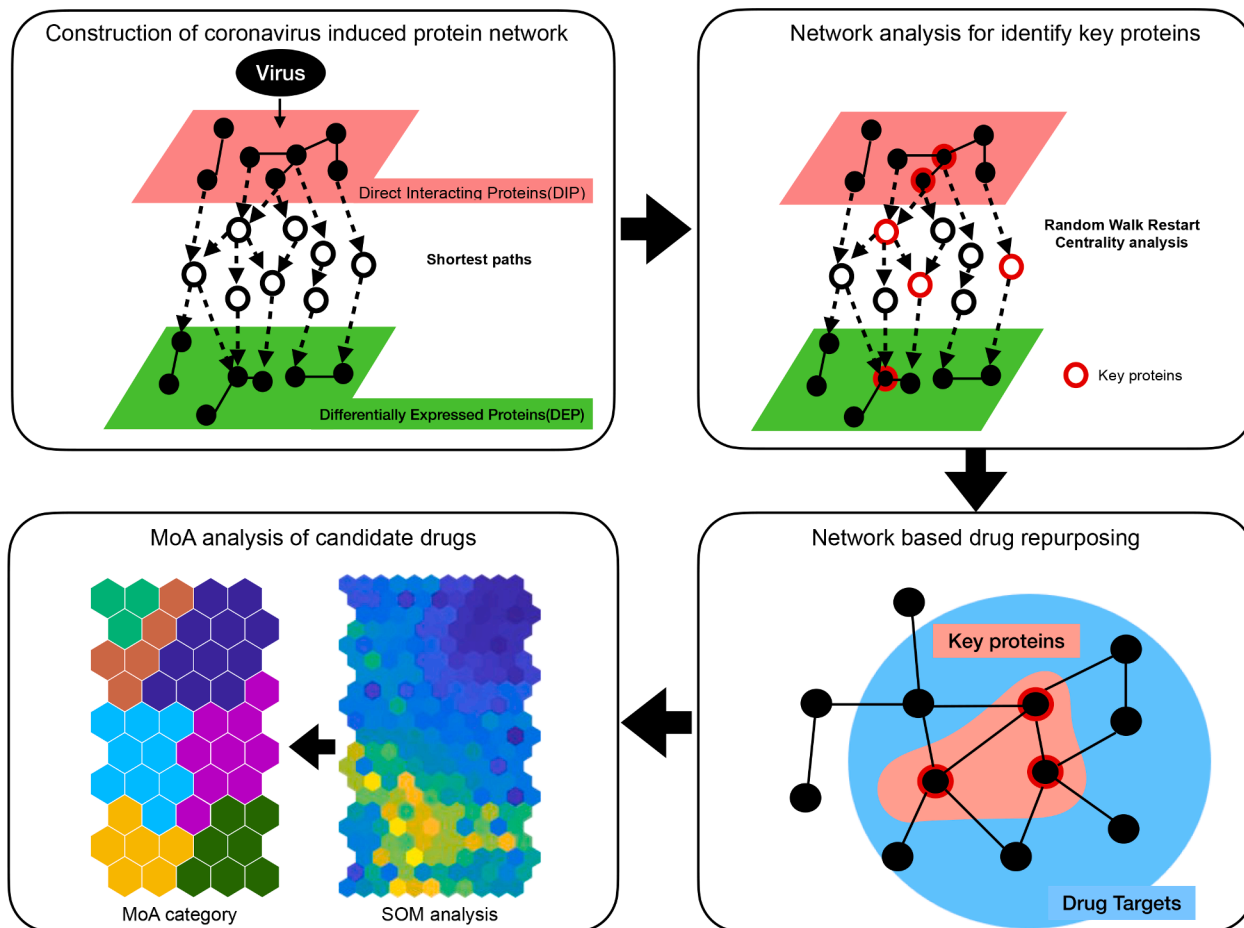 Construction of coronavirus induced protein network
Virus
Direct Interacting Proteins(DIP)
Shortest paths
Differentially Expressed Proteins(DEP)
Network analysis for identify key proteins
Random Walk Restart
Centrality analysis
Key proteins
MoA analysis of candidate drugs
MoA category
SOM analysis
Network based drug repurposing
Key proteins
Drug Targets